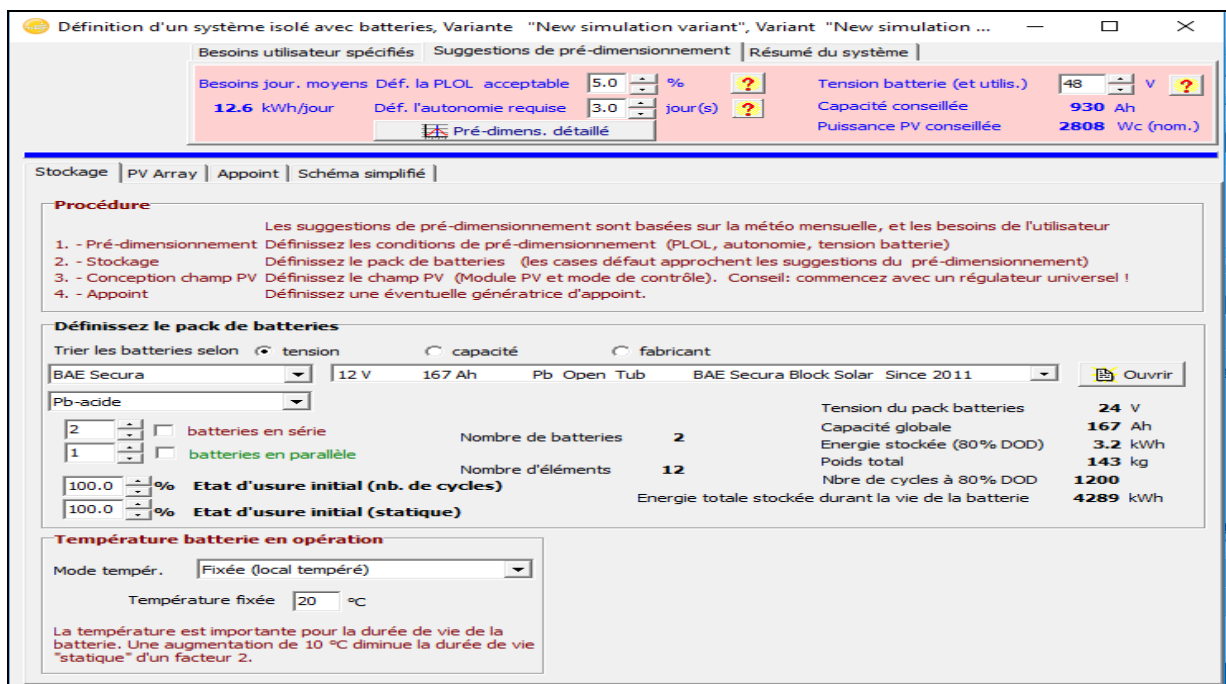 Définition d'un système isolé avec batteries, Variante "New simulation variant", Variant "New simulation ...
Besoins utilisateur spécifiés Suggestions de pré-dimensionnement Résumé du système
Besoins jour. moyens Déf. la PLOL acceptable 5.0 % ? Tension batterie (et utilis.) 48 V ?
12.6 kWh/jour Déf. l'autonomie requise 3.0 jour(s) ? Capacité conseillée 930 Ah
Pré-dimens. détaillé Puissance PV conseillée 2808 Wc (nom.)
Stockage PV Array Appoint Schéma simplifié
Procédure
Les suggestions de pré-dimensionnement sont basées sur la météo mensuelle, et les besoins de l'utilisateur
1. - Pré-dimensionnement Définissez les conditions de pré-dimensionnement (PLOL, autonomie, tension batterie)
2. - Stockage Définissez le pack de batteries (les cases défaut approchent les suggestions du pré-dimensionnement)
3. - Conception champ PV Définissez le champ PV (Module PV et mode de contrôle). Conseil: commencez avec un régulateur universel !
4. - Appoint Définissez une éventuelle génératrice d'appoint.
Définissez le pack de batteries
Trier les batteries selon tension capacité fabricant
BAE Secura 12 V 167 Ah Pb Open Tub BAE Secura Block Solar Since 2011 Ouvrir
Pb-acide
Tension du pack batteries 24 V
2 batteries en série Nombre de batteries 2 Capacité globale 167 Ah
Energie stockée (80% DOD) 3.2 kWh
1 batteries en parallèle Nombre d'éléments 12 Poids total 143 kg
Nbre de cycles à 80% DOD 1200
100.0 % Etat d'usure initial (nb. de cycles) Energie totale stockée durant la vie de la batterie 4289 kWh
100.0 % Etat d'usure initial (statique)
Température batterie en opération
Mode tempér. Fixée (local tempéré)
Température fixée 20 °C
La température est importante pour la durée de vie de la
batterie. Une augmentation de 10 °C diminue la durée de vie
"statique" d'un facteur 2.